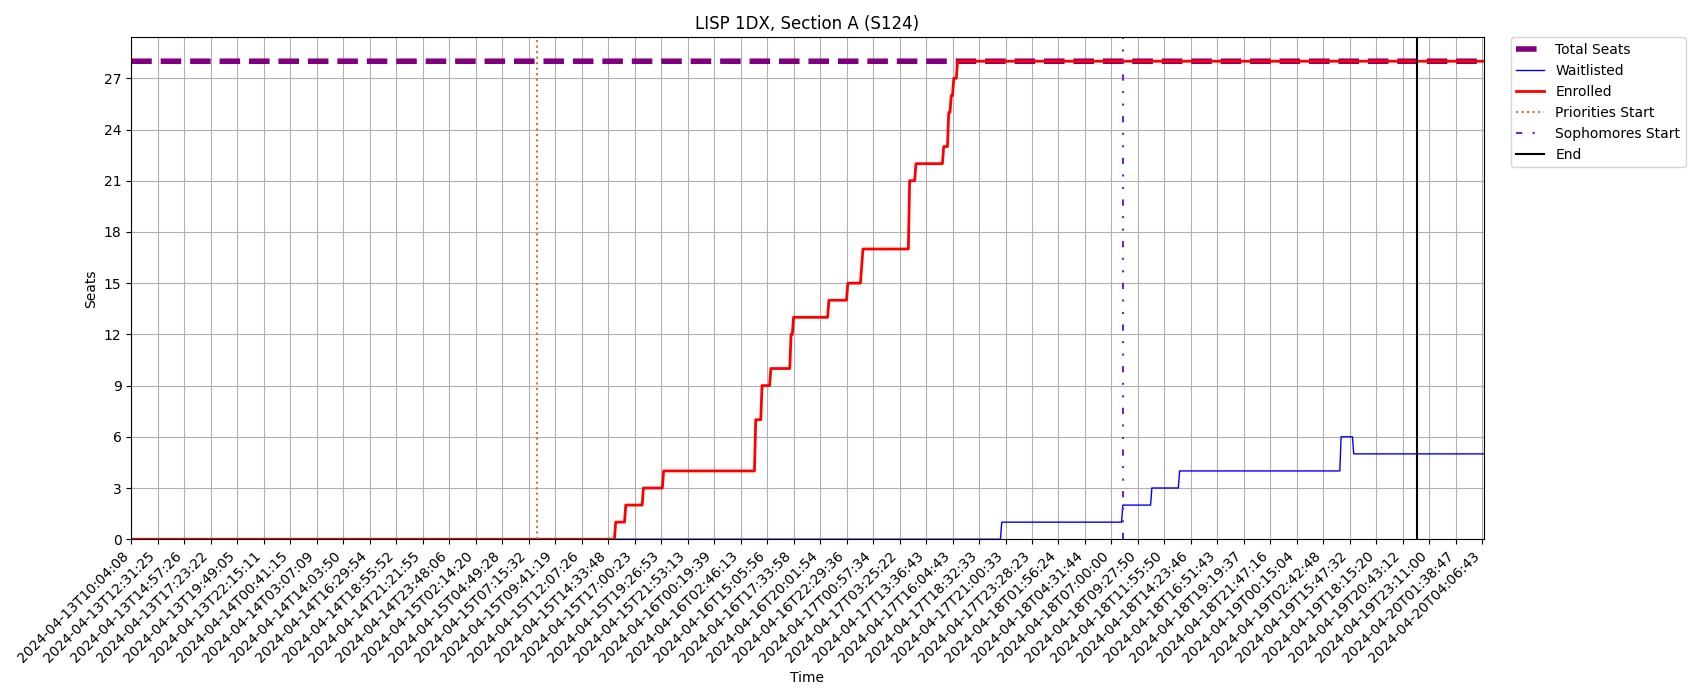 LISP 1DX, Section A (S124)
Total Seats
Waitlisted
Enrolled
Priorities Start
Sophomores Start
End
Seats
27
24
21
18
15
12
9
6
3
0
2024-04-13T10:04:08
2024-04-13T12:31:25
2024-04-13T14:57:26
2024-04-13T17:23:22
2024-04-13T19:49:05
2024-04-13T22:15:11
2024-04-14T00:41:15
2024-04-14T03:07:09
2024-04-14T14:03:50
2024-04-14T16:29:54
2024-04-14T18:55:52
2024-04-14T21:21:55
2024-04-14T23:48:06
2024-04-15T02:14:20
2024-04-15T04:49:28
2024-04-15T07:15:32
2024-04-15T09:41:19
2024-04-15T12:07:26
2024-04-15T14:33:48
2024-04-15T17:00:23
2024-04-15T19:26:53
2024-04-15T21:53:13
2024-04-16T00:19:39
2024-04-16T02:46:13
2024-04-16T15:05:56
2024-04-16T17:33:58
2024-04-16T20:01:54
2024-04-16T22:29:36
2024-04-17T00:57:34
2024-04-17T03:25:22
2024-04-17T13:36:43
2024-04-17T16:04:43
2024-04-17T18:32:33
2024-04-17T21:00:33
2024-04-17T23:28:23
2024-04-18T01:56:24
2024-04-18T04:31:44
2024-04-18T07:00:00
2024-04-18T09:27:50
2024-04-18T11:55:50
2024-04-18T14:23:46
2024-04-18T16:51:43
2024-04-18T19:19:37
2024-04-18T21:47:16
2024-04-19T00:15:04
2024-04-19T02:42:48
2024-04-19T15:47:32
2024-04-19T18:15:20
2024-04-19T20:43:12
2024-04-19T23:11:00
2024-04-20T01:38:47
2024-04-20T04:06:43
Time